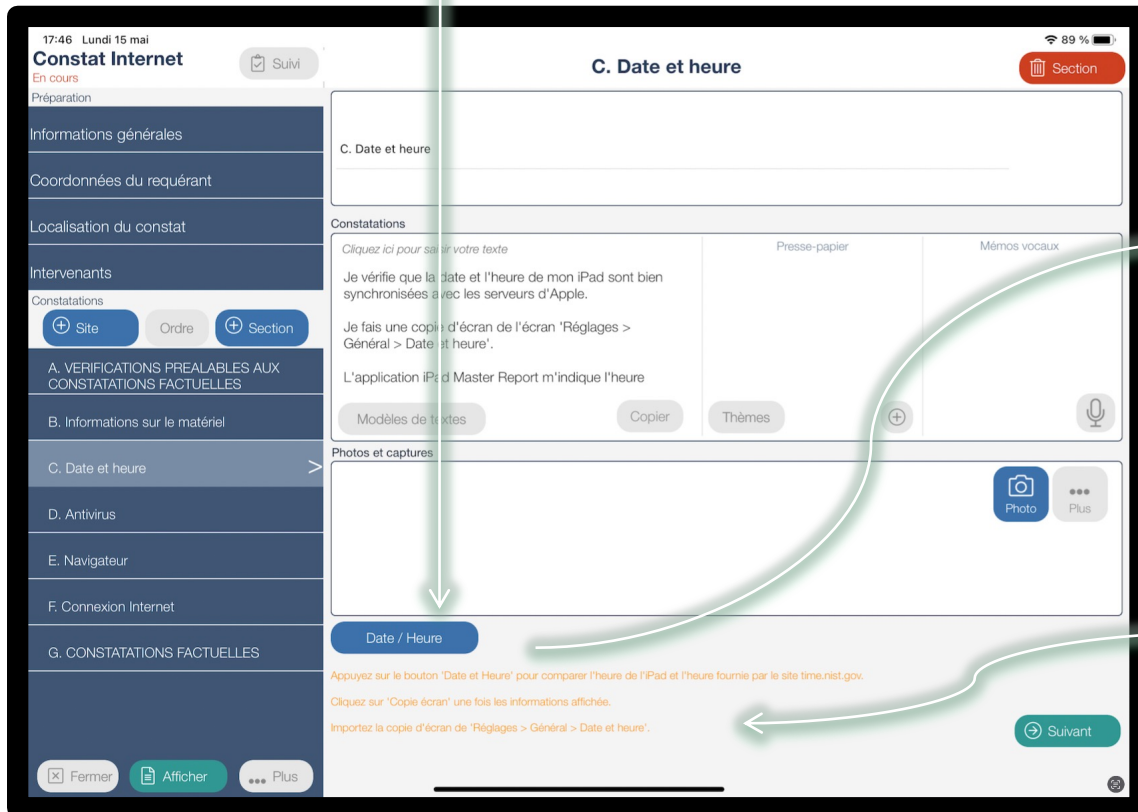 17:46 Lundi 15 mai
89 %
Constat Internet
En cours
Suivi
C. Date et heure
Section
Préparation
Informations générales
Coordonnées du requérant
Localisation du constat
Intervenants
Constatations
Site
Ordre
Section
A. VERIFICATIONS PREALABLES AUX
CONSTATATIONS FACTUELLES
B. Informations sur le matériel
C. Date et heure >
D. Antivirus
E. Navigateur
F. Connexion Internet
G. CONSTATATIONS FACTUELLES
Fermer
Afficher
Plus
C. Date et heure
Constatations
Cliquez ici pour saisir votre texte
Je vérifie que la date et l'heure de mon iPad sont bien
synchronisées avec les serveurs d'Apple.
Je fais une copie d'écran de l'écran 'Réglages >
Général > Date et heure'.
L'application iPad Master Report m'indique l'heure
Modèles de textes
Copier
Presse-papier
Thèmes
Mémos vocaux
Photos et captures
Photo
Plus
Date / Heure
Appuyez sur le bouton 'Date et Heure' pour comparer l'heure de l'iPad et l'heure fournie par le site time.nist.gov.
Cliquez sur 'Copie écran' une fois les informations affichée.
Importez la copie d'écran de 'Réglages > Général > Date et heure'.
Suivant